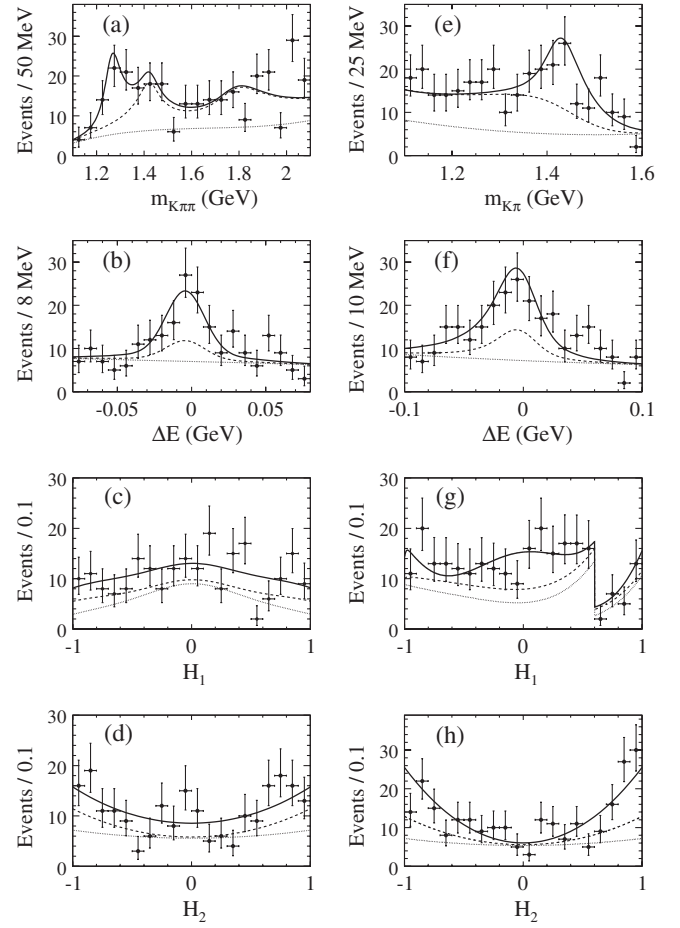 (a)
Events / 50 MeV
40
30
20
10
0
1.2 1.4 1.6 1.8 2
m_Kππ (GeV)
(e)
Events / 25 MeV
40
30
20
10
0
1.2 1.4 1.6
m_Kπ (GeV)
(b)
Events / 8 MeV
30
20
10
0
-0.05 0 0.05
ΔE (GeV)
(f)
Events / 10 MeV
30
20
10
0
-0.1 0 0.1
ΔE (GeV)
(c)
Events / 0.1
30
20
10
0
-1 0 1
H₁
(g)
Events / 0.1
30
20
10
0
-1 0 1
H₁
(d)
Events / 0.1
30
20
10
0
-1 0 1
H₂
(h)
Events / 0.1
30
20
10
0
-1 0 1
H₂